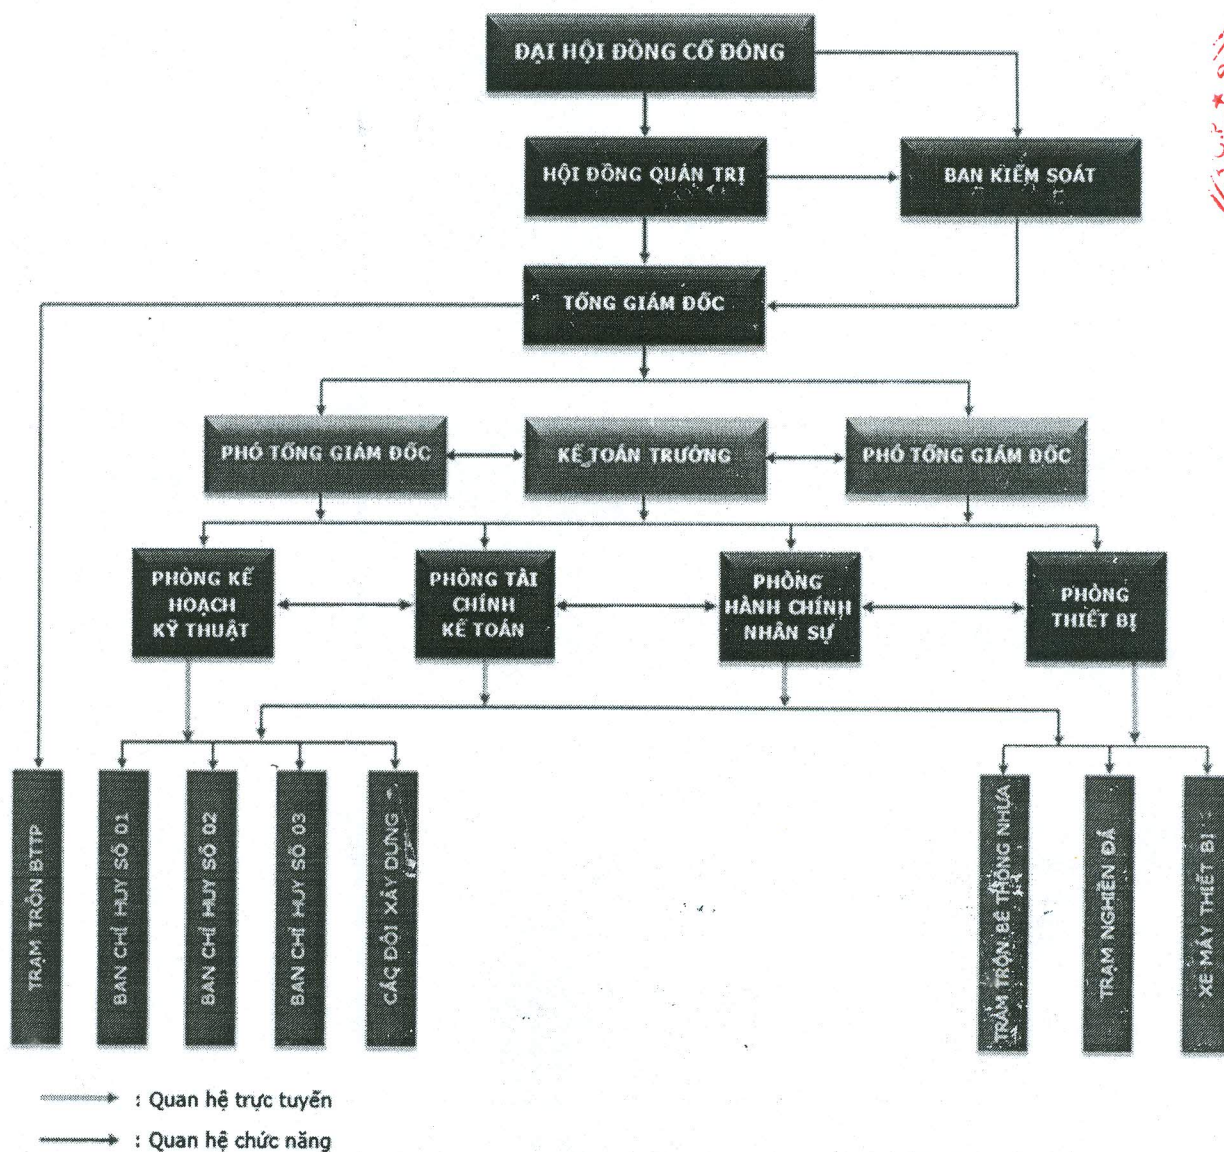 ĐẠI HỘI ĐỒNG CỔ ĐÔNG
HỘI ĐỒNG QUẢN TRỊ
BAN KIỂM SOÁT
TỔNG GIÁM ĐỐC
PHÓ TỔNG GIÁM ĐỐC
KẾ TOÁN TRƯỞNG
PHÓ TỔNG GIÁM ĐỐC
PHÒNG KẾ
HOẠCH
KỸ THUẬT
PHÒNG TÀI
CHÍNH
KẾ TOÁN
PHÒNG
HÀNH CHÍNH
NHÂN SỰ
PHÒNG
THIẾT BỊ
TRẠM TRỘN BTTP
BAN CHỈ HUY SỐ 01
BAN CHỈ HUY SỐ 02
BAN CHỈ HUY SỐ 03
CÁC ĐỘI XÂY DỰNG
TRẠM TRỘN BÊ THÔNG NHỰA
TRẠM NGHIỀN ĐÁ
XE MÁY THIẾT BỊ
: Quan hệ trực tuyến
: Quan hệ chức năng